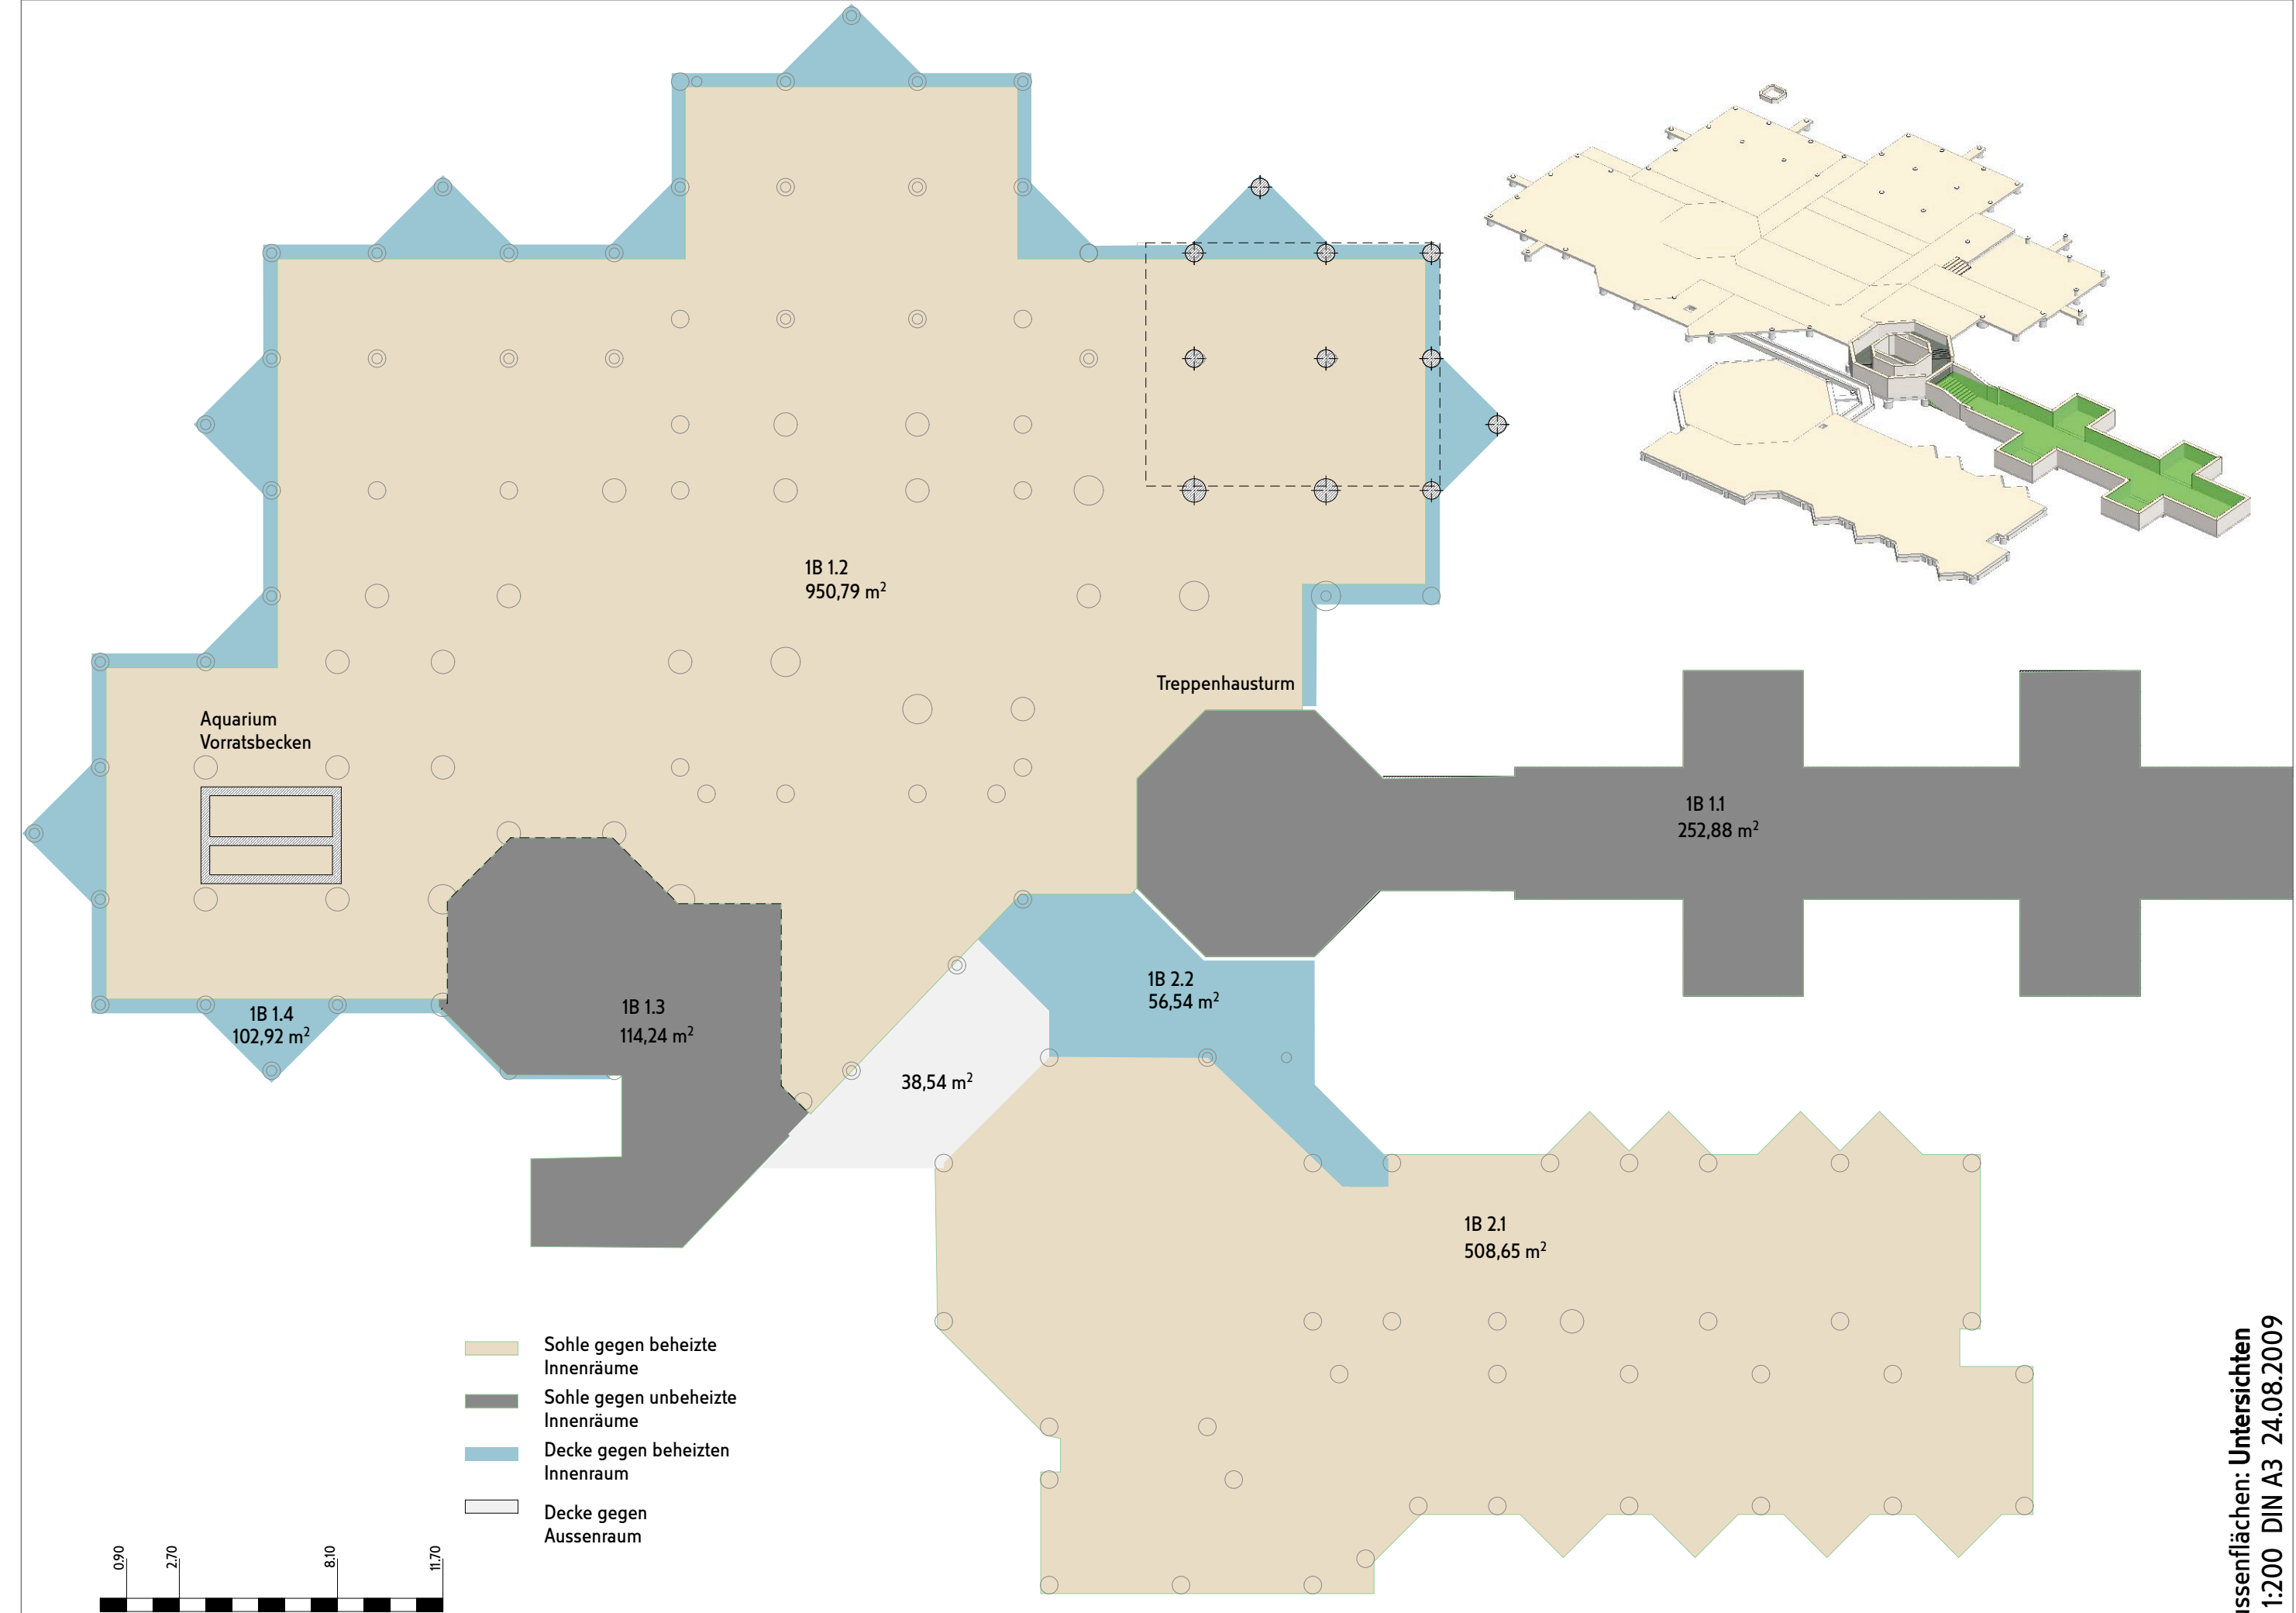 1B 1.2
950,79 m²
Treppenhausturm
Aquarium
Vorratsbecken
1B 1.1
252,88 m²
1B 2.2
56,54 m²
1B 1.4
102,92 m²
1B 1.3
114,24 m²
38,54 m²
1B 2.1
508,65 m²
Sohle gegen beheizte
Innenräume
Sohle gegen unbeheizte
Innenräume
Decke gegen beheizten
Innenraum
Decke gegen
Aussenraum
0.90
2.70
8.10
11.70
ssenflächen: Untersichten
1:200 DIN A3 24.08.2009